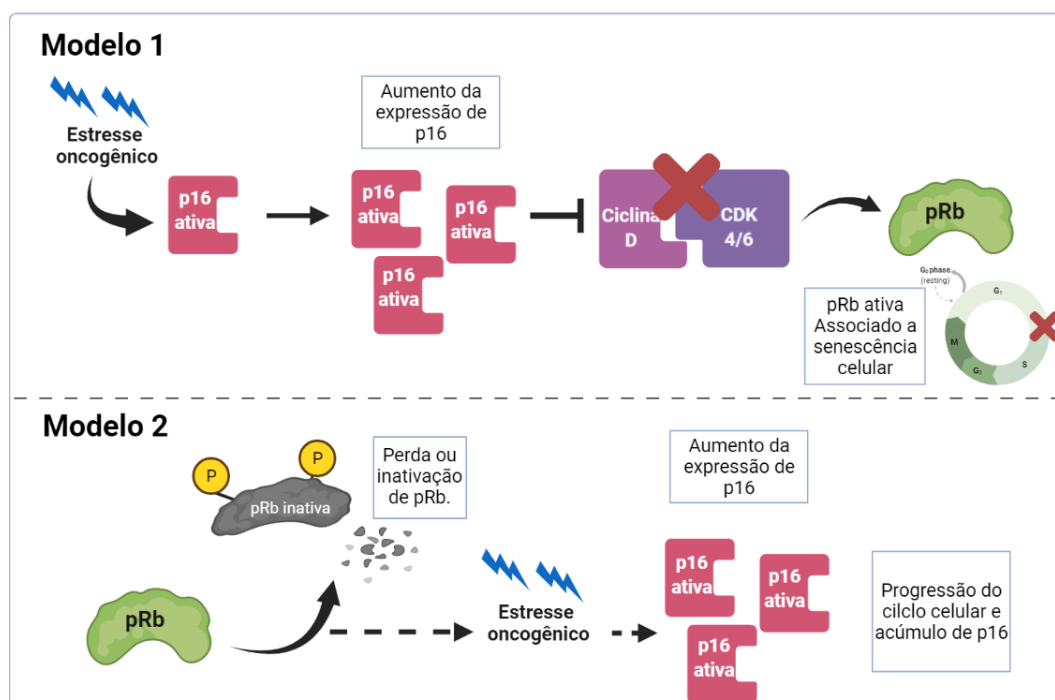 Modelo 1
Estresse
oncogênico
p16
ativa
Aumento da
expressão de
p16
p16
ativa
p16
ativa
p16
ativa
Ciclina
D
CDK
4/6
pRb
pRb ativa
Associado a
senescência
celular
G₀ phase
(resting)
G₁
S
G₂
M
Modelo 2
P
P
pRb inativa
Perda ou
inativação
de pRb.
pRb
Estresse
oncogênico
Aumento da
expressão de
p16
p16
ativa
p16
ativa
p16
ativa
Progressão do
cilclo celular e
acúmulo de p16